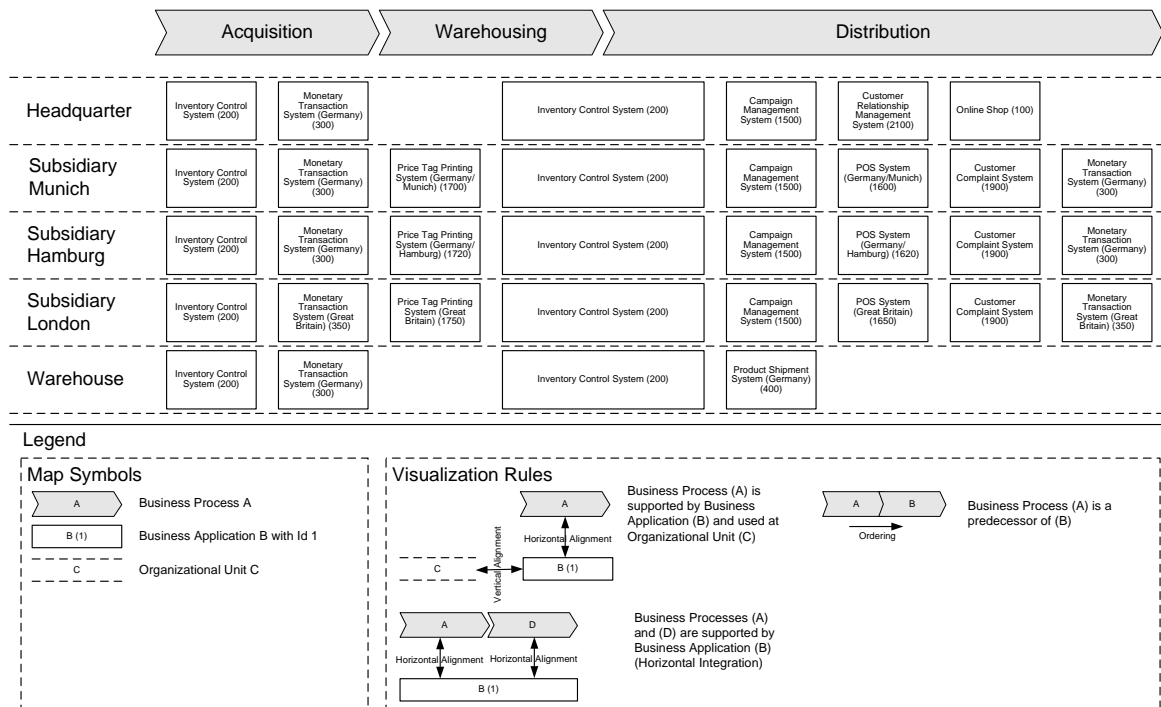 Acquisition
Warehousing
Distribution
Headquarter
Inventory Control
System (200)
Monetary
Transaction
System (Germany)
(300)
Inventory Control System (200)
Campaign
Management
System (1500)
Customer
Relationship
Management
System (2100)
Online Shop (100)
Subsidiary
Munich
Inventory Control
System (200)
Monetary
Transaction
System (Germany)
(300)
Price Tag Printing
System (Germany/
Munich) (1700)
Inventory Control System (200)
Campaign
Management
System (1500)
POS System
(Germany/Munich)
(1600)
Customer
Complaint System
(1900)
Monetary
Transaction
System (Germany)
(300)
Subsidiary
Hamburg
Inventory Control
System (200)
Monetary
Transaction
System (Germany)
(300)
Price Tag Printing
System (Germany/
Hamburg) (1720)
Inventory Control System (200)
Campaign
Management
System (1500)
POS System
(Germany/
Hamburg) (1620)
Customer
Complaint System
(1900)
Monetary
Transaction
System (Germany)
(300)
Subsidiary
London
Inventory Control
System (200)
Monetary
Transaction
System (Great
Britain) (350)
Price Tag Printing
System (Great
Britain) (1750)
Inventory Control System (200)
Campaign
Management
System (1500)
POS System
(Great Britain)
(1650)
Customer
Complaint System
(1900)
Monetary
Transaction
System (Great
Britain) (350)
Warehouse
Inventory Control
System (200)
Monetary
Transaction
System (Germany)
(300)
Inventory Control System (200)
Product Shipment
System (Germany)
(400)
Legend
Map Symbols
A
Business Process A
B (1)
Business Application B with Id 1
C
Organizational Unit C
Visualization Rules
A
Horizontal Alignment
C
Vertical Alignment
B (1)
Business Process (A) is
supported by Business
Application (B) and used at
Organizational Unit (C)
A
B
Ordering
Business Process (A) is a
predecessor of (B)
A
D
Horizontal Alignment
Horizontal Alignment
B (1)
Business Processes (A)
and (D) are supported by
Business Application (B)
(Horizontal Integration)